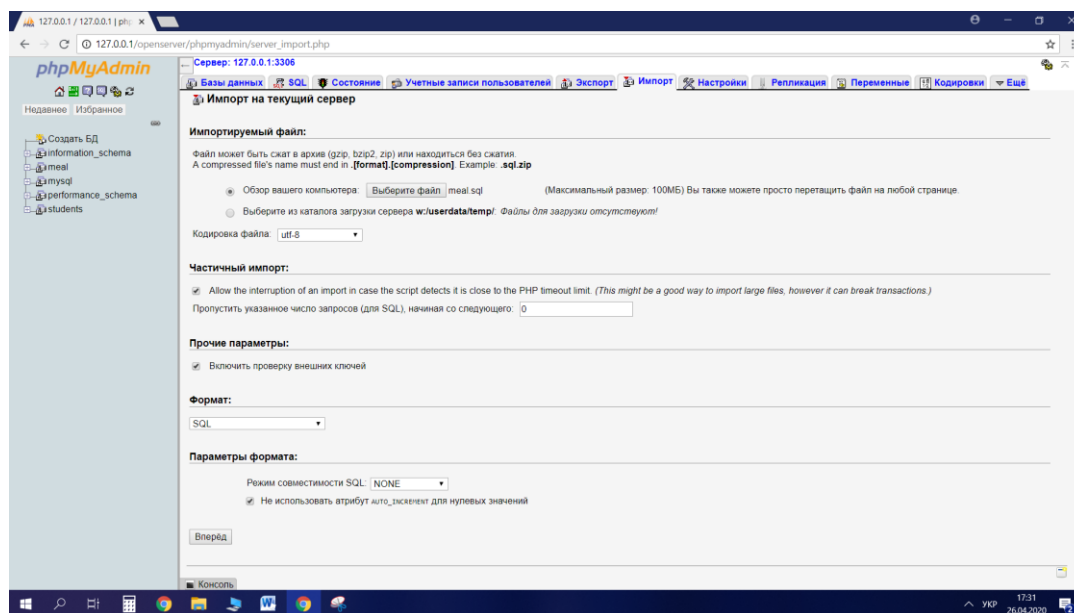 127.0.0.1 / 127.0.0.1 | ph
127.0.0.1/openserver/phpmyadmin/server_import.php
phpMyAdmin
Недавнее Избранное
Создать БД
information_schema
meal
mysql
performance_schema
students
Сервер: 127.0.0.1:3306
Базы данных SQL Состояние Учетные записи пользователей Экспорт Импорт Настройки Репликация Переменные Кодировки Ещё
Импорт на текущий сервер
Импортируемый файл:
Файл может быть сжат в архив (gzip, bzip2, zip) или находиться без сжатия.
A compressed file's name must end in .[format].[compression]. Example: .sql.zip
Обзор вашего компьютера: Выберите файл meal.sql (Максимальный размер: 100МБ) Вы также можете просто перетащить файл на любой странице.
Выберите из каталога загрузки сервера w:/userdata/temp/: Файлы для загрузки отсутствуют!
Кодировка файла: utf-8
Частичный импорт:
Allow the interruption of an import in case the script detects it is close to the PHP timeout limit. (This might be a good way to import large files, however it can break transactions.)
Пропустить указанное число запросов (для SQL), начиная со следующего: 0
Прочие параметры:
Включить проверку внешних ключей
Формат:
SQL
Параметры формата:
Режим совместимости SQL: NONE
Не использовать атрибут AUTO_INCREMENT для нулевых значений
Вперёд
Консоль
УКР
17:31
26.04.2020